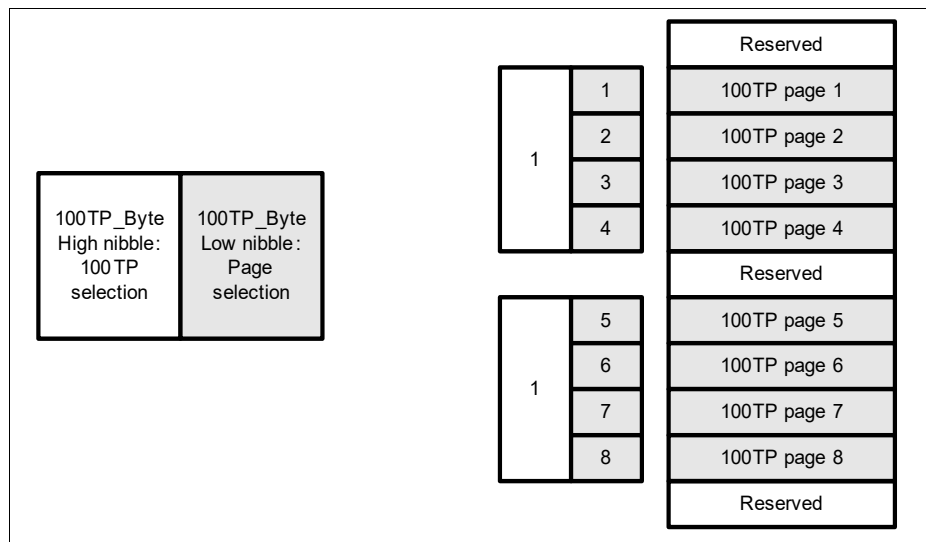 100TP_Byte
High nibble:
100TP
selection
100TP_Byte
Low nibble:
Page
selection
1
1
2
3
4
1
5
6
7
8
Reserved
100TP page 1
100TP page 2
100TP page 3
100TP page 4
Reserved
100TP page 5
100TP page 6
100TP page 7
100TP page 8
Reserved